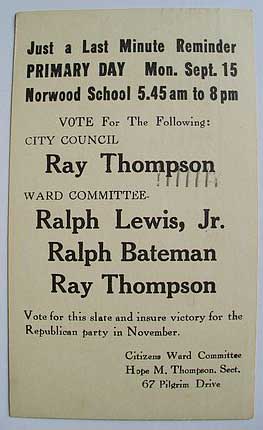 Just a Last Minute Reminder
PRIMARY DAY Mon. Sept. 15
Norwood School 5.45 am to 8 pm
VOTE For The Following:
CITY COUNCIL
Ray Thompson
WARD COMMITTEE-
Ralph Lewis, Jr.
Ralph Bateman
Ray Thompson
Vote for this slate and insure victory for the
Republican party in November.
Citizens Ward Committee
Hope M. Thompson. Sect.
67 Pilgrim Drive